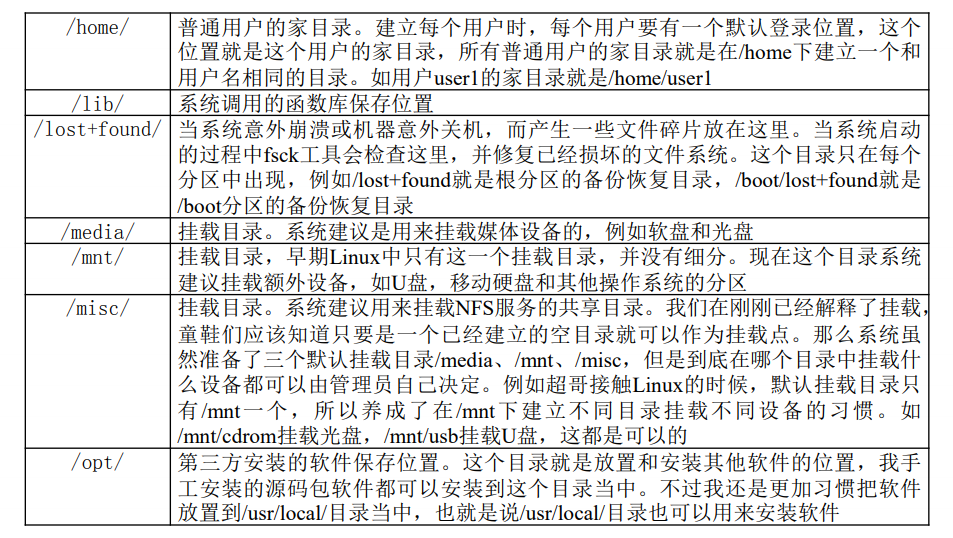 /home/ 普通用户的家目录。建立每个用户时，每个用户要有一个默认登录位置，这个
位置就是这个用户的家目录，所有普通用户的家目录就是在/home下建立一个和
用户名相同的目录。如用户user1的家目录就是/home/user1
/lib/ 系统调用的函数库保存位置
/lost+found/ 当系统意外崩溃或机器意外关机，而产生一些文件碎片放在这里。当系统启动
的过程中fsck工具会检查这里，并修复已经损坏的文件系统。这个目录只在每个
分区中出现，例如/lost+found就是根分区的备份恢复目录，/boot/lost+found就是
/boot分区的备份恢复目录
/media/ 挂载目录。系统建议是用来挂载媒体设备的，例如软盘和光盘
/mnt/ 挂载目录，早期Linux中只有这一个挂载目录，并没有细分。现在这个目录系统
建议挂载额外设备，如U盘，移动硬盘和其他操作系统的分区
/misc/ 挂载目录。系统建议用来挂载NFS服务的共享目录。我们在刚刚已经解释了挂载，
童鞋们应该知道只要是一个已经建立的空目录就可以作为挂载点。那么系统虽
然准备了三个默认挂载目录/media、/mnt、/misc，但是到底在哪个目录中挂载什
么设备都可以由管理员自己决定。例如超哥接触Linux的时候，默认挂载目录只
有/mnt一个，所以养成了在/mnt下建立不同目录挂载不同设备的习惯。如
/mnt/cdrom挂载光盘，/mnt/usb挂载U盘，这都是可以的
/opt/ 第三方安装的软件保存位置。这个目录就是放置和安装其他软件的位置，我手
工安装的源码包软件都可以安装到这个目录当中。不过我还是更加习惯把软件
放置到/usr/local/目录当中，也就是说/usr/local/目录也可以用来安装软件